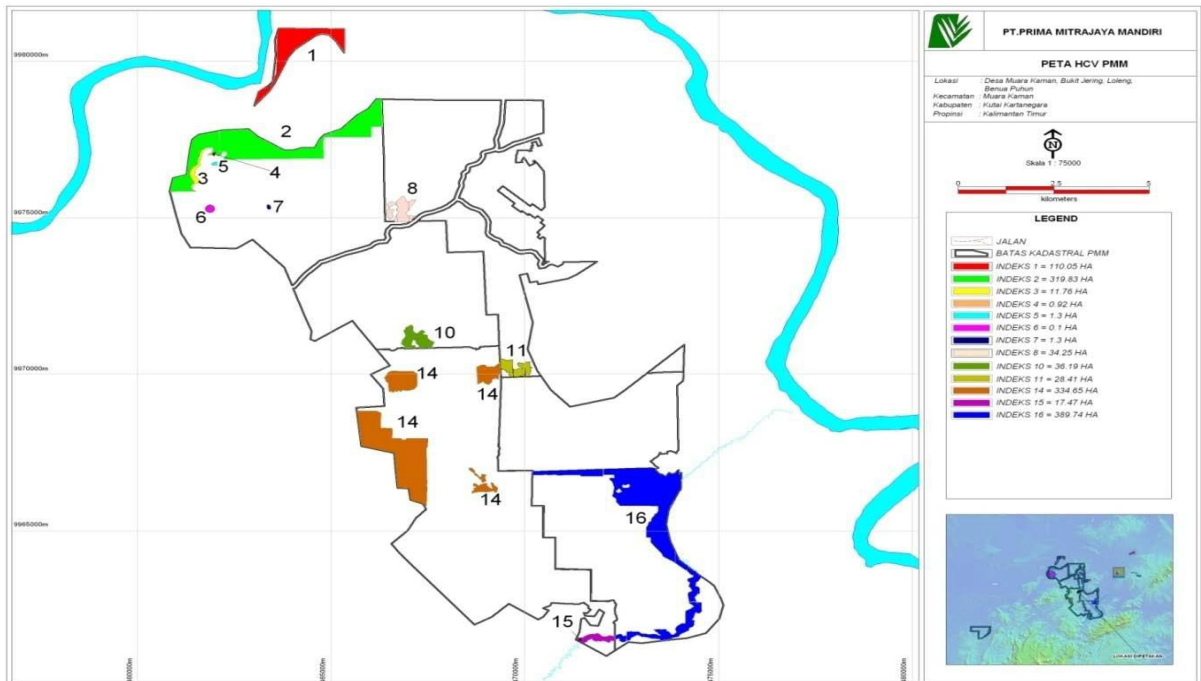 PT.PRIMA MITRAJAYA MANDIRI
PETA HCV PMM
Lokasi : Desa Muara Kaman, Bukit Jering, Loleng,
Benua Puhun
Kecamatan : Muara Kaman
Kabupaten : Kutai Kartanegara
Propinsi : Kalimantan Timur
N
Skala 1 : 75000
0 2.5 5
kilometers
LEGEND
JALAN
BATAS KADASTRAL PMM
INDEKS 1 = 110.05 HA
INDEKS 2 = 319.83 HA
INDEKS 3 = 11.76 HA
INDEKS 4 = 0.92 HA
INDEKS 5 = 1.3 HA
INDEKS 6 = 0.1 HA
INDEKS 7 = 1.3 HA
INDEKS 8 = 34.25 HA
INDEKS 10 = 36.19 HA
INDEKS 11 = 28.41 HA
INDEKS 14 = 334.65 HA
INDEKS 15 = 17.47 HA
INDEKS 16 = 389.74 HA
9980000m
9975000m
9970000m
9965000m
1
2
3
4
5
6
7
8
10
11
14
14
14
14
15
16